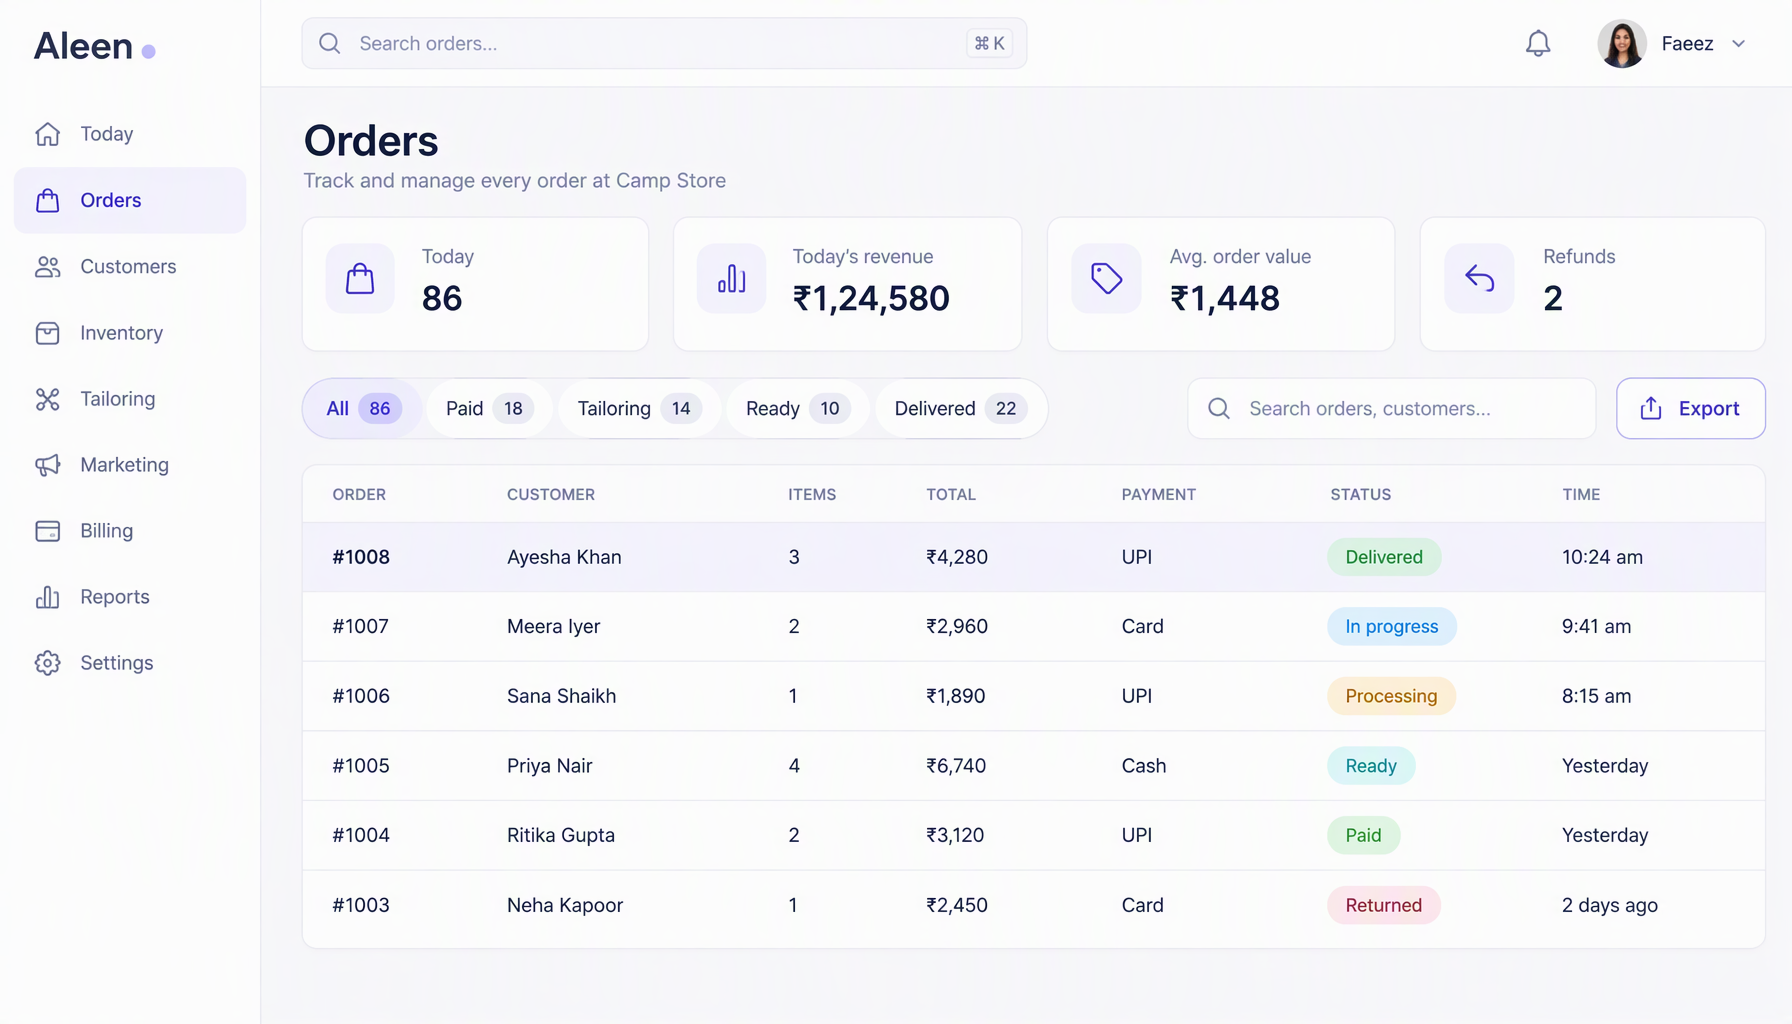 Aleen
Search orders...
⌘ K
Faeez
Today
Orders
Customers
Inventory
Tailoring
Marketing
Billing
Reports
Settings
Orders
Track and manage every order at Camp Store
Today
86
Today's revenue
₹1,24,580
Avg. order value
₹1,448
Refunds
2
All 86
Paid 18
Tailoring 14
Ready 10
Delivered 22
Search orders, customers...
Export
ORDER CUSTOMER ITEMS TOTAL PAYMENT STATUS TIME
#1008 Ayesha Khan 3 ₹4,280 UPI Delivered 10:24 am
#1007 Meera Iyer 2 ₹2,960 Card In progress 9:41 am
#1006 Sana Shaikh 1 ₹1,890 UPI Processing 8:15 am
#1005 Priya Nair 4 ₹6,740 Cash Ready Yesterday
#1004 Ritika Gupta 2 ₹3,120 UPI Paid Yesterday
#1003 Neha Kapoor 1 ₹2,450 Card Returned 2 days ago